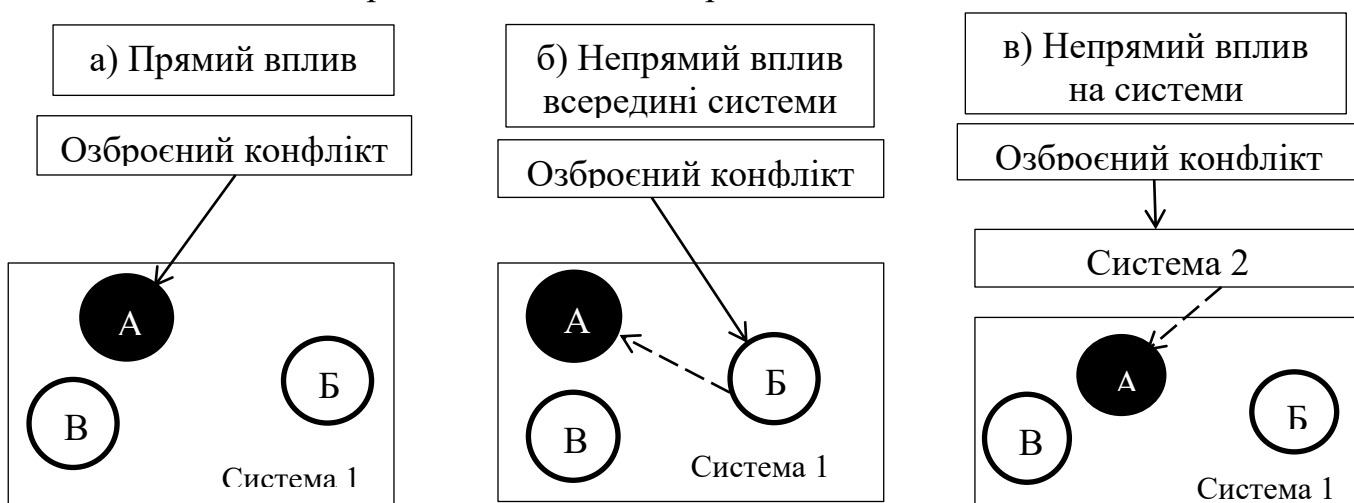 а) Прямий вплив
Озброєний конфлікт
А
Б
В
Система 1
б) Непрямий вплив
всередині системи
Озброєний конфлікт
А
Б
В
Система 1
в) Непрямий вплив
на системи
Озброєний конфлікт
Система 2
А
Б
В
Система 1